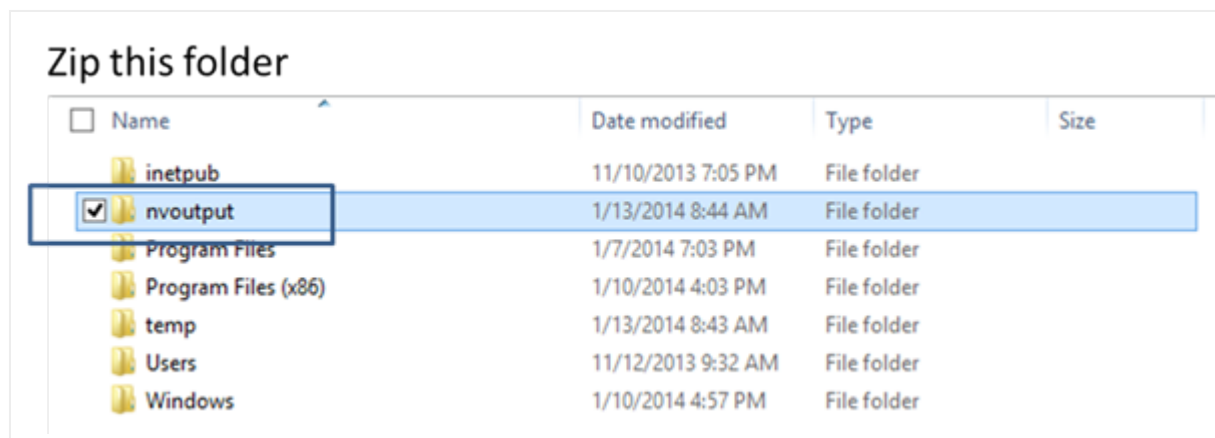 Zip this folder
Name Date modified Type Size
inetpub 11/10/2013 7:05 PM File folder
nvoutput 1/13/2014 8:44 AM File folder
Program Files 1/7/2014 7:03 PM File folder
Program Files (x86) 1/10/2014 4:03 PM File folder
temp 1/13/2014 8:43 AM File folder
Users 11/12/2013 9:32 AM File folder
Windows 1/10/2014 4:57 PM File folder